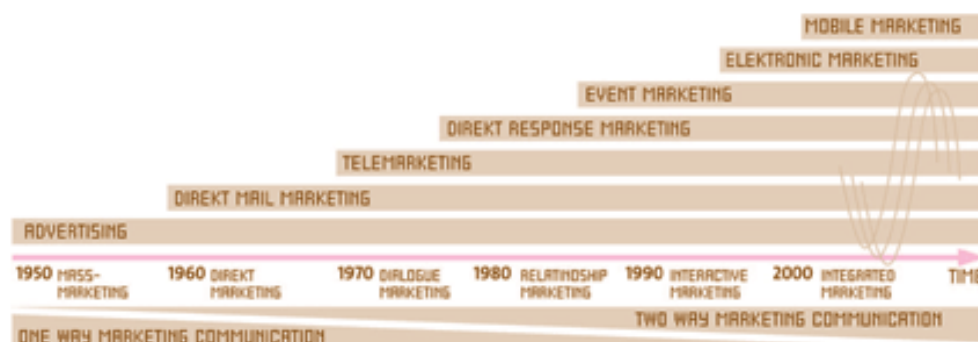 MOBILE MARKETING
ELEKTRONIC MARKETING
EVENT MARKETING
DIREKT RESPONSE MARKETING
TELEMARKETING
DIREKT MAIL MARKETING
ADVERTISING
1950 MASS-
MARKETING
1960 DIREKT
MARKETING
1970 DIALOGUE
MARKETING
1980 RELATINOSHIP
MARKETING
1990 INTERACTIVE
MARKETING
2000 INTEGRATED
MARKETING
TIME
TWO WAY MARKETING COMMUNICATION
ONE WAY MARKETING COMMUNICATION